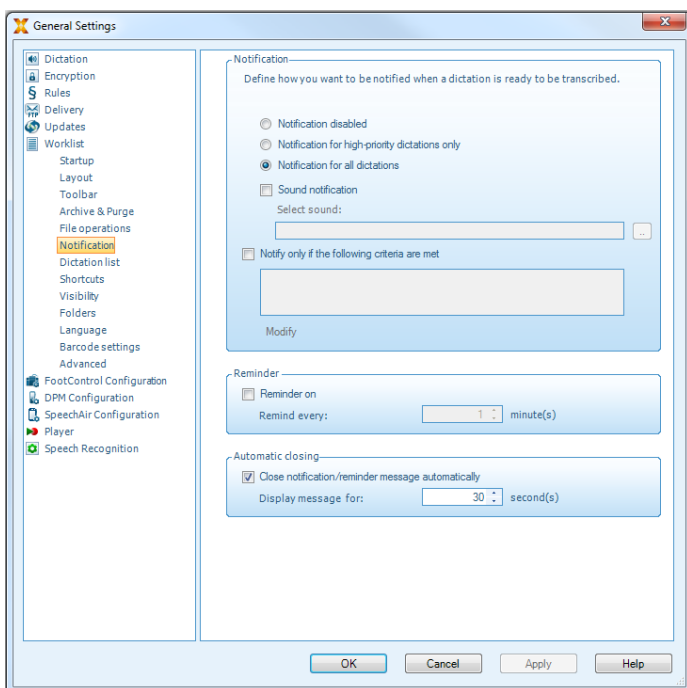 General Settings
Dictation
Encryption
Rules
Delivery
Updates
Worklist
Startup
Layout
Toolbar
Archive & Purge
File operations
Notification
Dictation list
Shortcuts
Visibility
Folders
Language
Barcode settings
Advanced
FootControl Configuration
DPM Configuration
SpeechAir Configuration
Player
Speech Recognition
Notification
Define how you want to be notified when a dictation is ready to be transcribed.
Notification disabled
Notification for high-priority dictations only
Notification for all dictations
Sound notification
Select sound:
..
Notify only if the following criteria are met
Modify
Reminder
Reminder on
Remind every: 1 minute(s)
Automatic closing
Close notification/reminder message automatically
Display message for: 30 second(s)
OK Cancel Apply Help